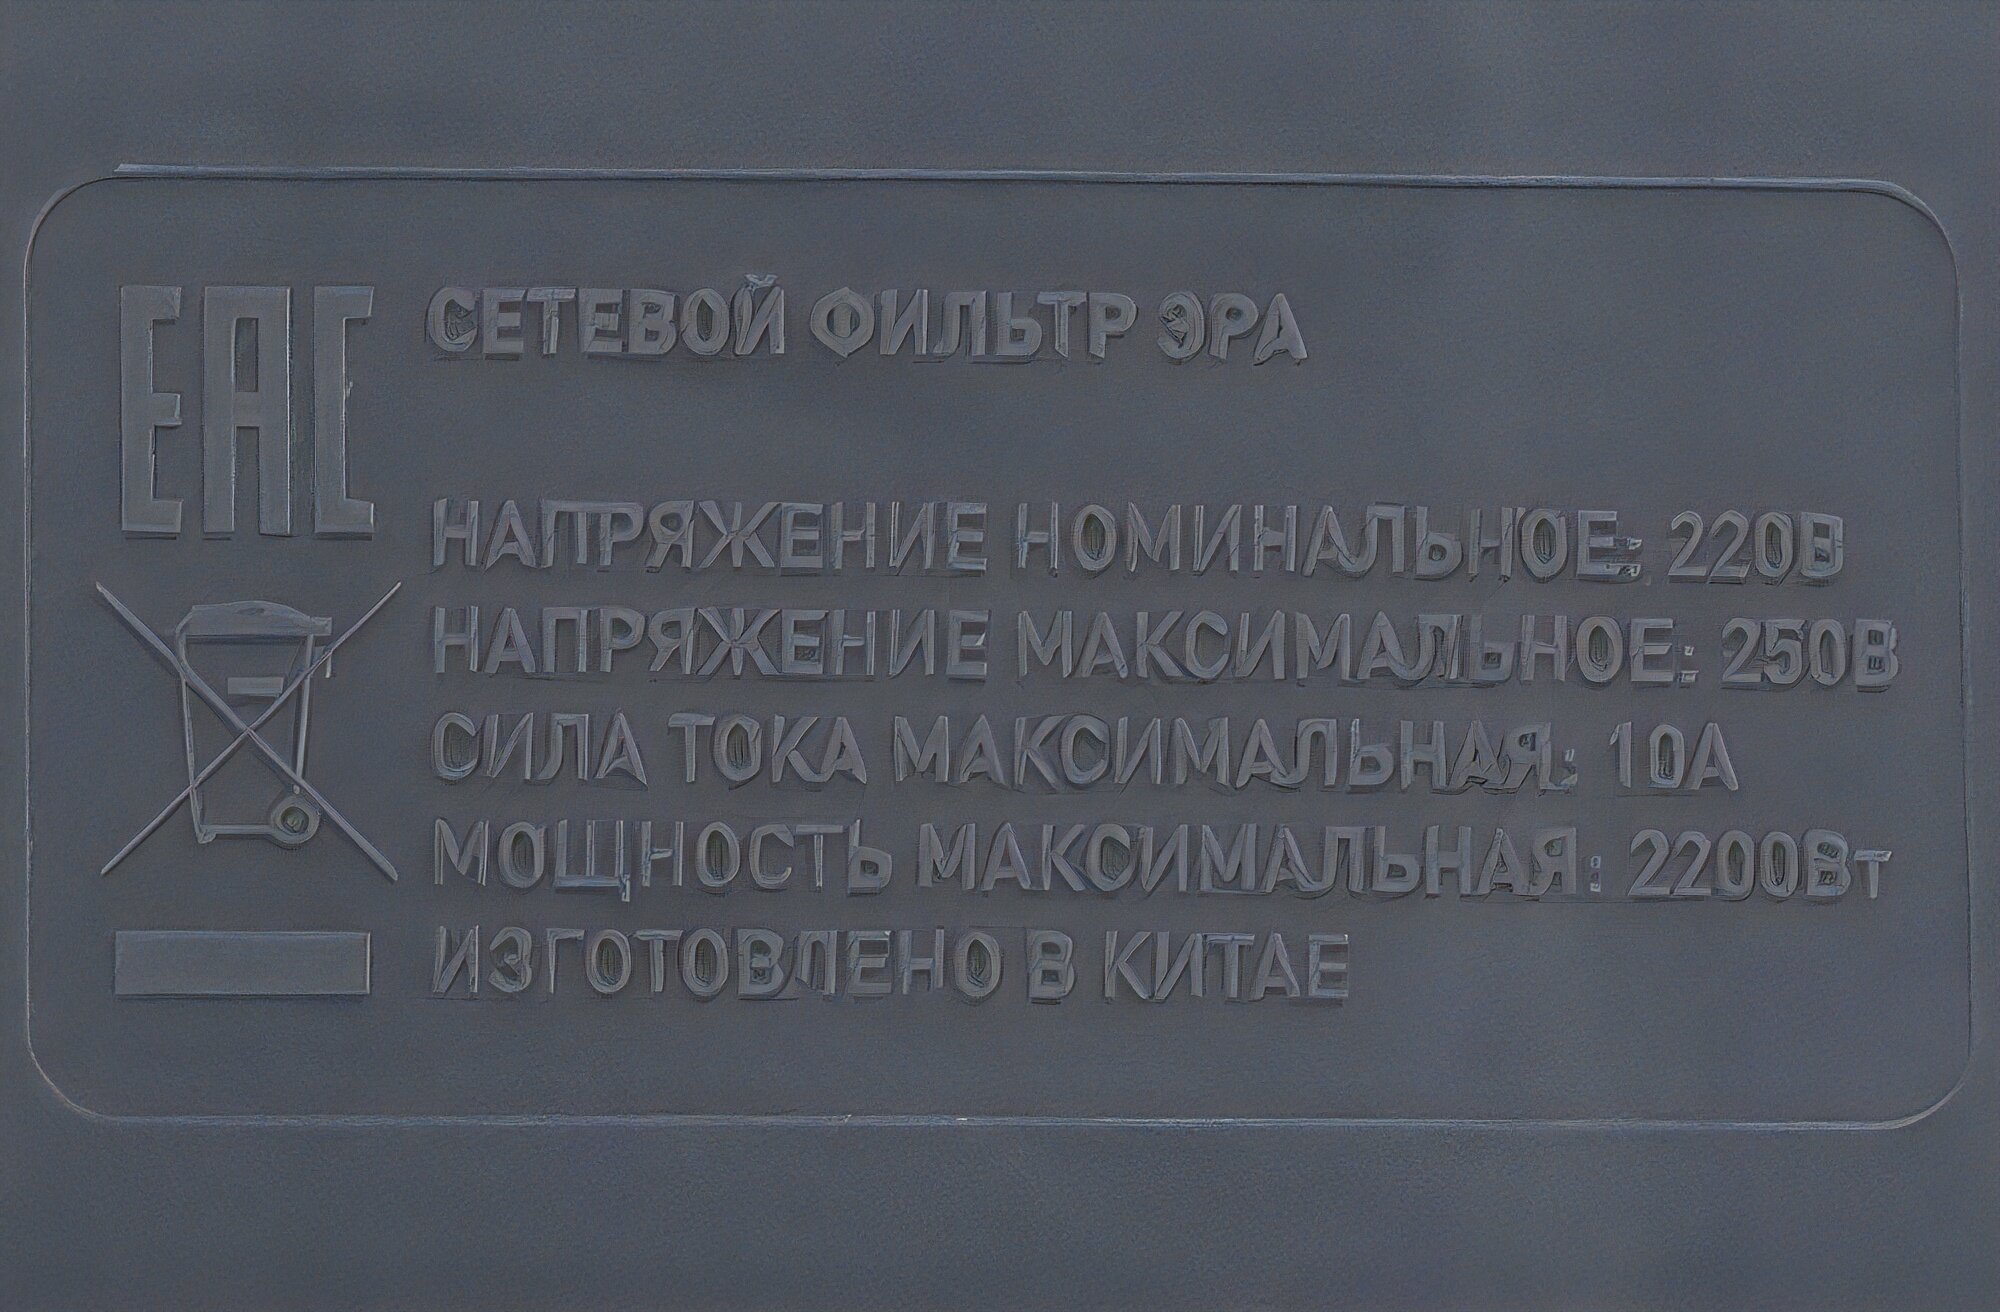 EAC
СЕТЕВОЙ ФИЛЬТР ЭРА
НАПРЯЖЕНИЕ НОМИНАЛЬНОЕ: 220В
НАПРЯЖЕНИЕ МАКСИМАЛЬНОЕ: 250В
СИЛА ТОКА МАКСИМАЛЬНАЯ: 10А
МОЩНОСТЬ МАКСИМАЛЬНАЯ: 2200Вт
ИЗГОТОВЛЕНО В КИТАЕ